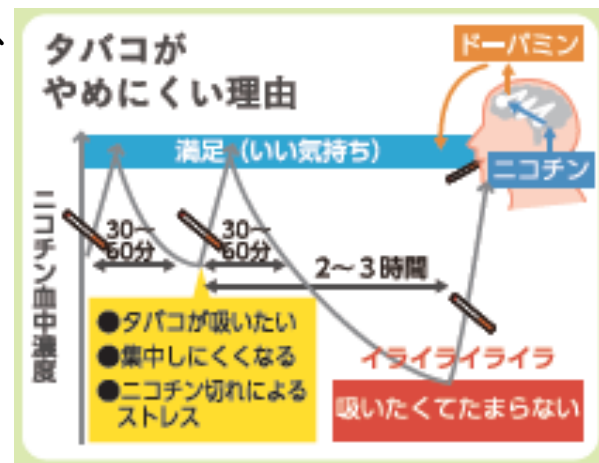 タバコが
やめにくい理由
ドーパミン
ニコチン
満足（いい気持ち）
ニコチン血中濃度
30～
60分
30～
60分
2～3時間
●タバコが吸いたい
●集中しにくくなる
●ニコチン切れによる
ストレス
イライライライラ
吸いたくてたまらない